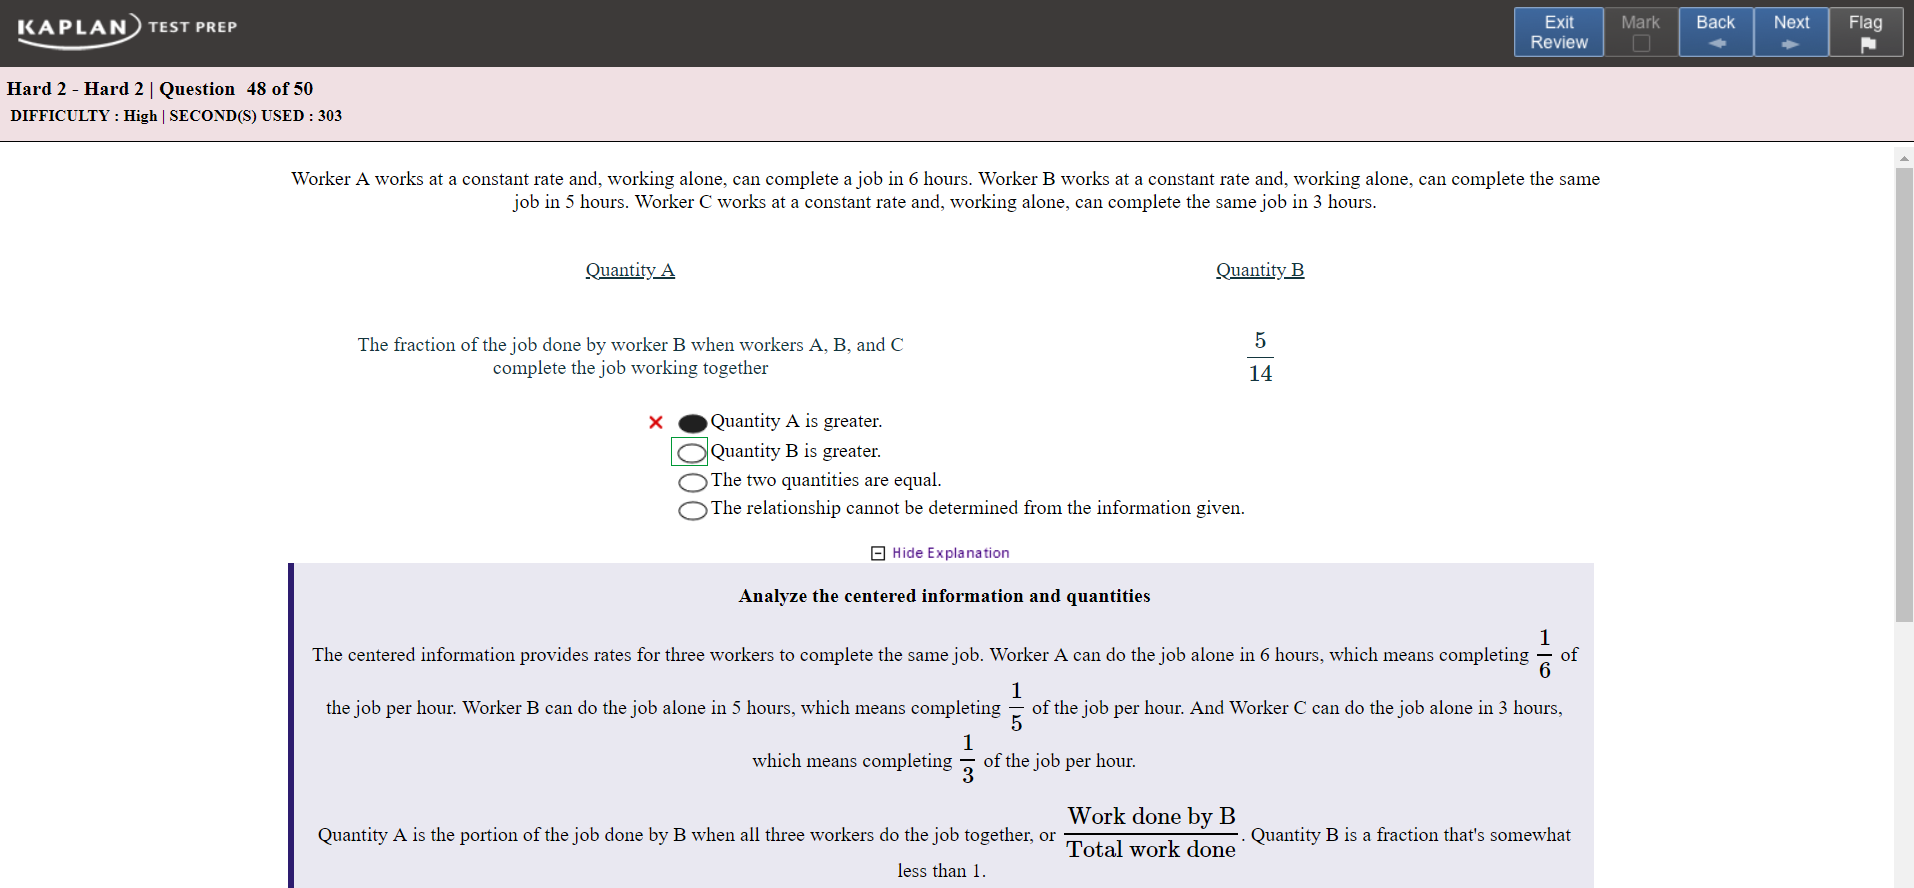 KAPLAN TEST PREP
Exit Review
Mark
Back
Next
Flag
Hard 2 - Hard 2 | Question 48 of 50
DIFFICULTY : High | SECOND(S) USED : 303
Worker A works at a constant rate and, working alone, can complete a job in 6 hours. Worker B works at a constant rate and, working alone, can complete the same
job in 5 hours. Worker C works at a constant rate and, working alone, can complete the same job in 3 hours.
Quantity A
Quantity B
The fraction of the job done by worker B when workers A, B, and C
complete the job working together
5
14
Quantity A is greater.
Quantity B is greater.
The two quantities are equal.
The relationship cannot be determined from the information given.
Hide Explanation
Analyze the centered information and quantities
The centered information provides rates for three workers to complete the same job. Worker A can do the job alone in 6 hours, which means completing 1/6 of
the job per hour. Worker B can do the job alone in 5 hours, which means completing 1/5 of the job per hour. And Worker C can do the job alone in 3 hours,
which means completing 1/3 of the job per hour.
Quantity A is the portion of the job done by B when all three workers do the job together, or Work done by B/Total work done. Quantity B is a fraction that's somewhat
less than 1.